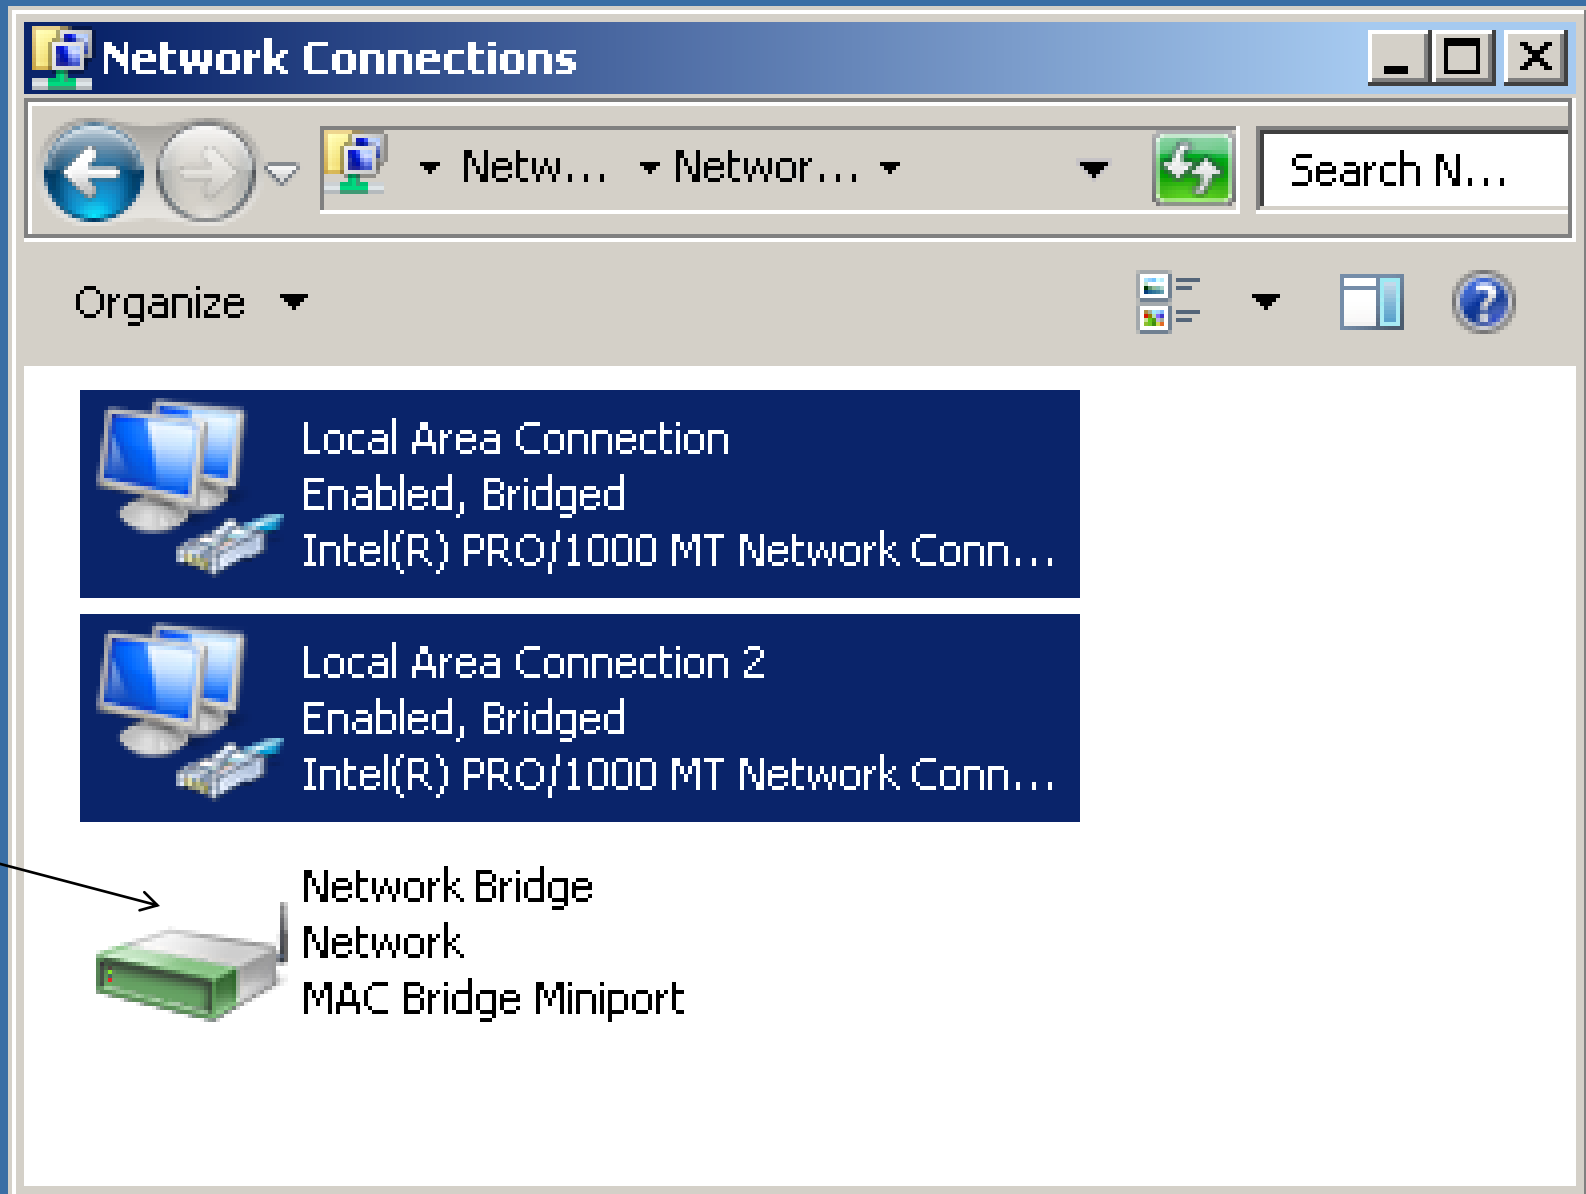 Network Connections
Netw... Networ... Search N...
Organize
Local Area Connection
Enabled, Bridged
Intel(R) PRO/1000 MT Network Conn...
Local Area Connection 2
Enabled, Bridged
Intel(R) PRO/1000 MT Network Conn...
Network Bridge
Network
MAC Bridge Miniport